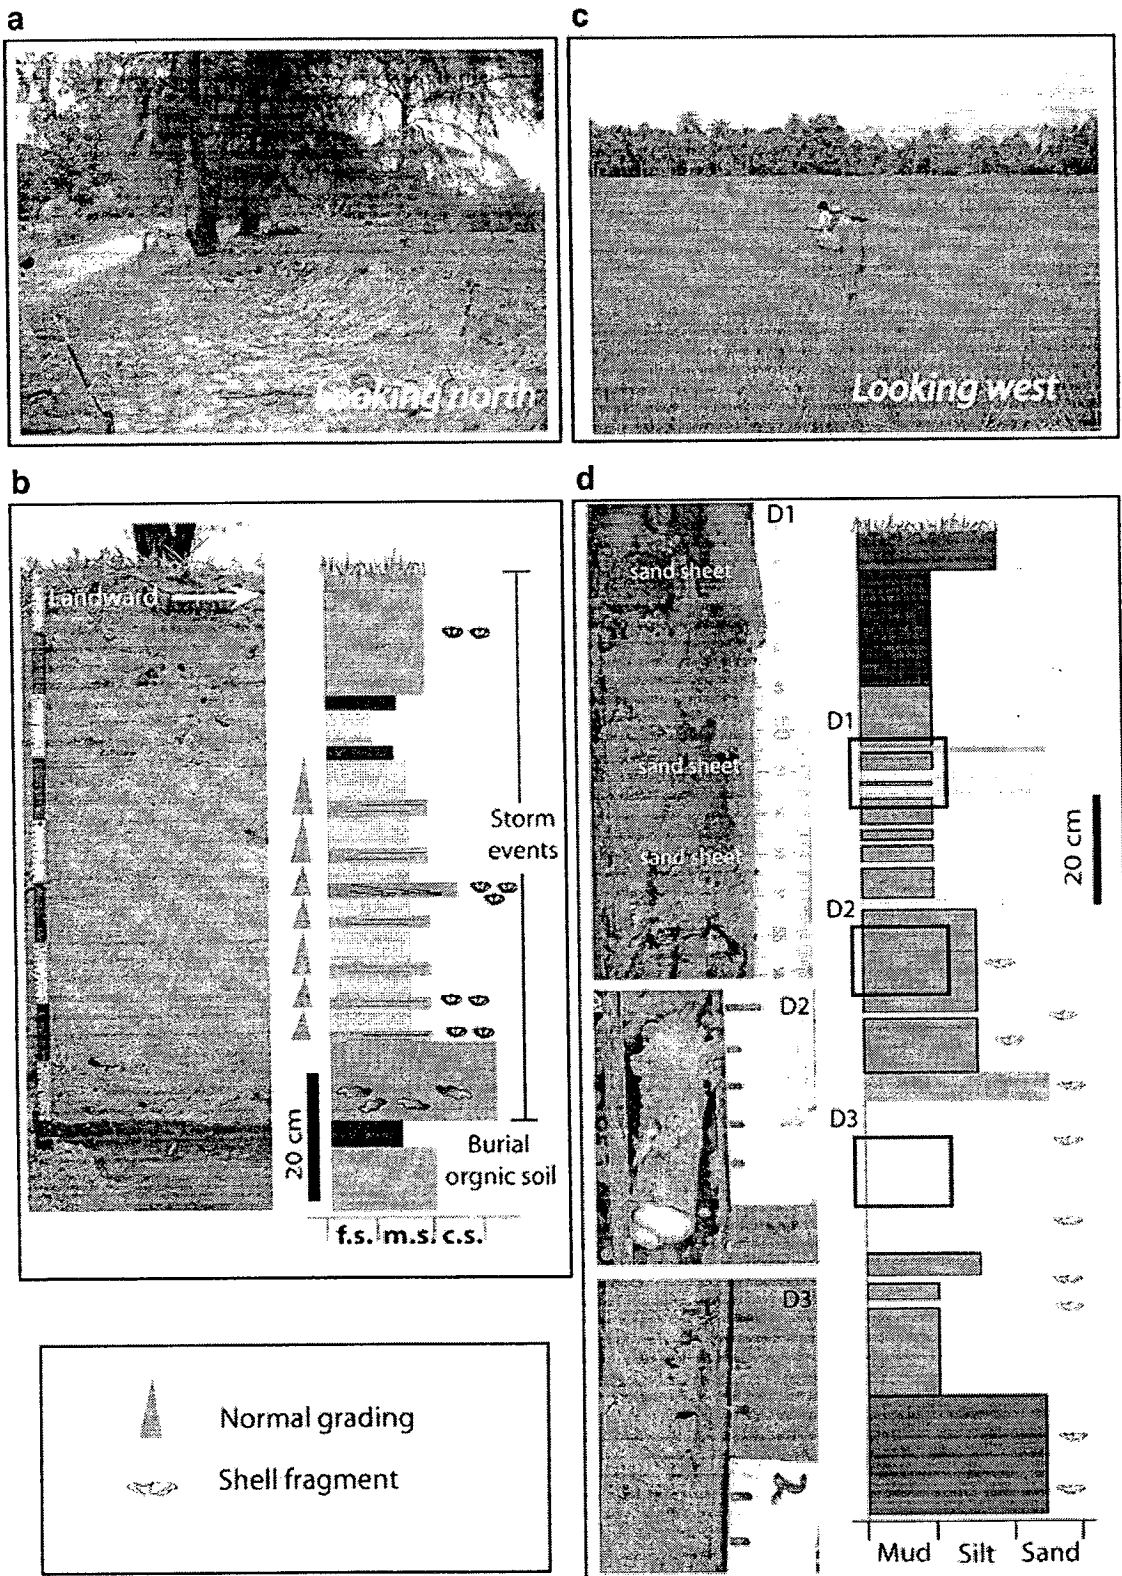 a
c
Looking north
Looking west
b
d
Landward
Storm
events
Burial
orgnic soil
20 cm
f.s. m.s. c.s.
D1
sand sheet
sand sheet
sand sheet
D2
D3
2
D1
D2
D3
20 cm
Mud Silt Sand
Normal grading
Shell fragment